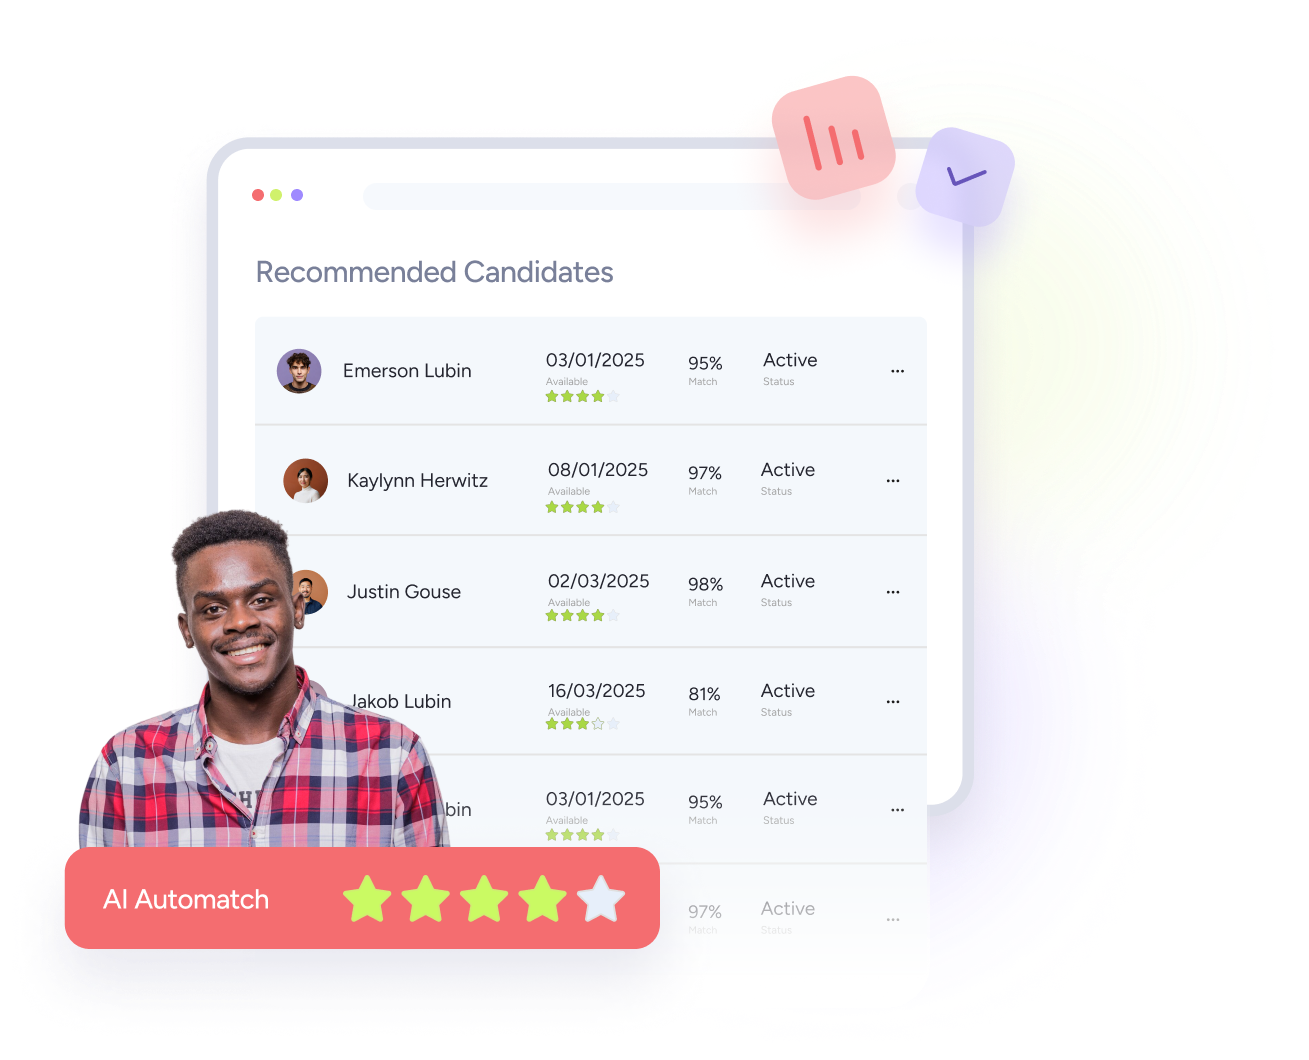 Recommended Candidates
Emerson Lubin
03/01/2025
Available
95%
Match
Active
Status
Kaylynn Herwitz
08/01/2025
Available
97%
Match
Active
Status
Justin Gouse
02/03/2025
Available
98%
Match
Active
Status
Jakob Lubin
16/03/2025
Available
81%
Match
Active
Status
bin
03/01/2025
Available
95%
Match
Active
Status
AI Automatch
97%
Match
Active
Status